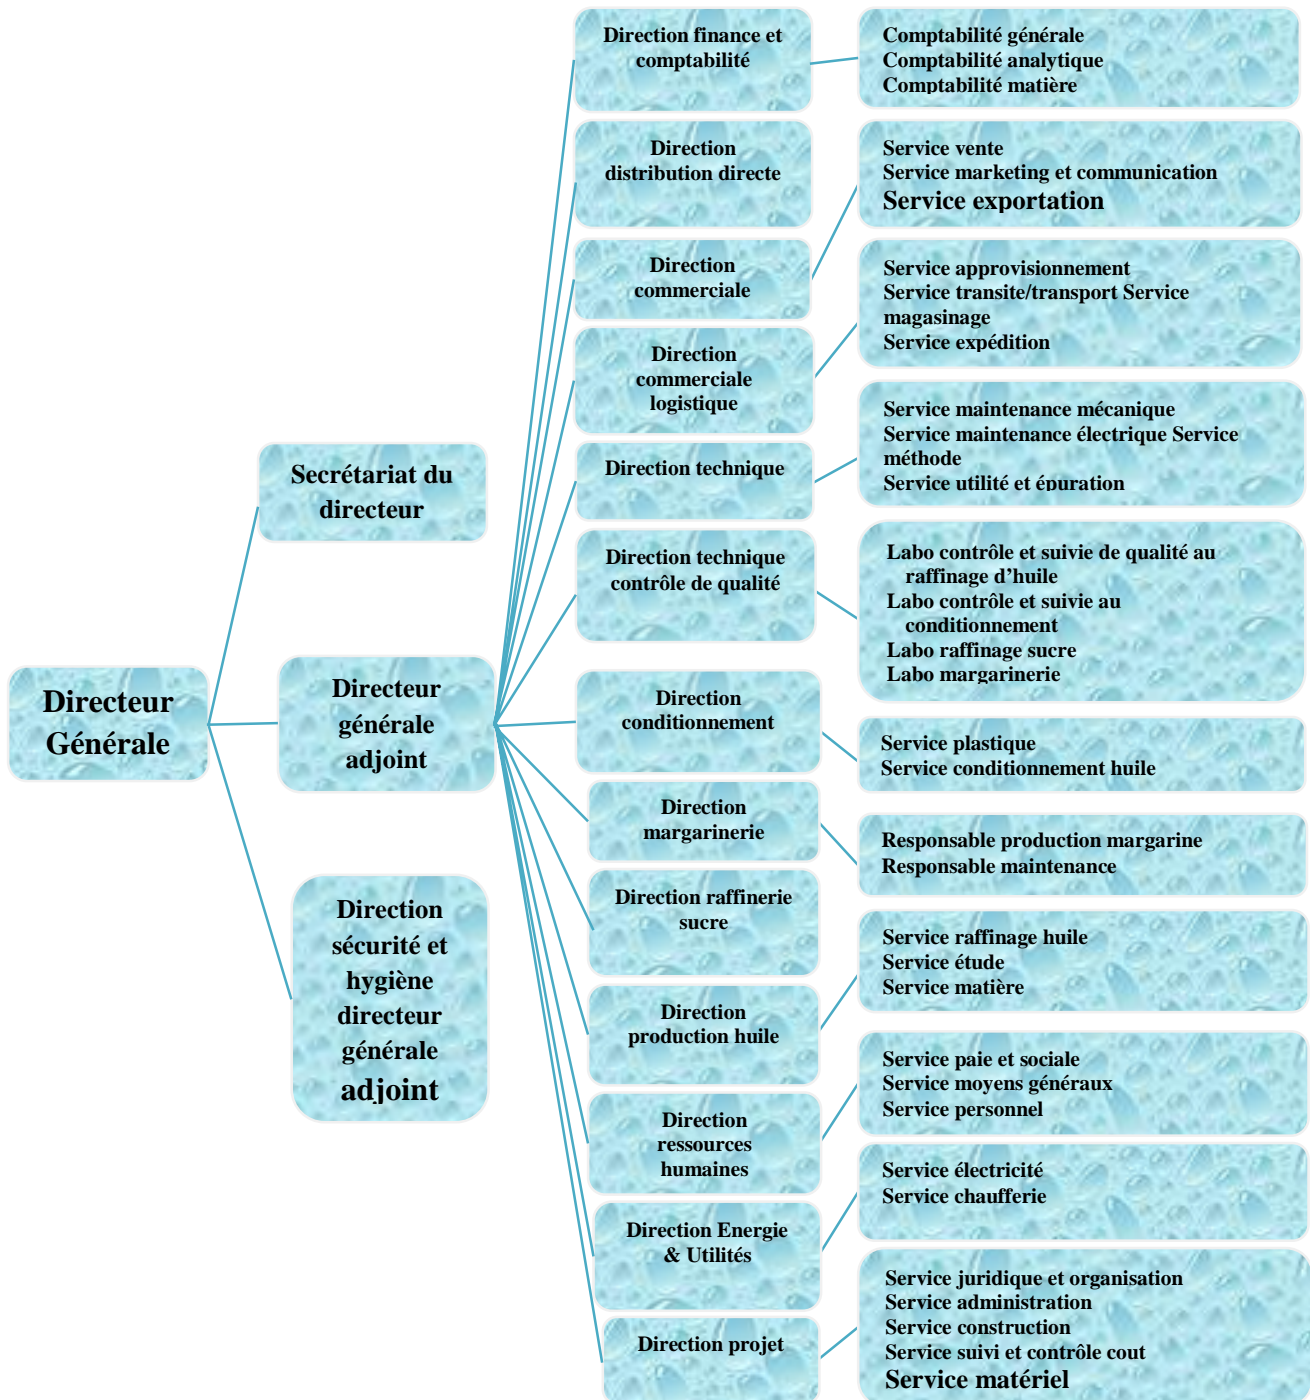 Directeur
Générale
Secrétariat du
directeur
Directeur
générale
adjoint
Direction
sécurité et
hygiène
directeur
générale
adjoint
Direction finance et
comptabilité
Direction
distribution directe
Direction
commerciale
Direction
commerciale
logistique
Direction technique
Direction technique
contrôle de qualité
Direction
conditionnement
Direction
margarinerie
Direction raffinerie
sucre
Direction
production huile
Direction
ressources
humaines
Direction Energie
& Utilités
Direction projet
Comptabilité générale
Comptabilité analytique
Comptabilité matière
Service vente
Service marketing et communication
Service exportation
Service approvisionnement
Service transite/transport Service
magasinage
Service expédition
Service maintenance mécanique
Service maintenance électrique Service
méthode
Service utilité et épuration
Labo contrôle et suivie de qualité au
raffinage d’huile
Labo contrôle et suivie au
conditionnement
Labo raffinage sucre
Labo margarinerie
Service plastique
Service conditionnement huile
Responsable production margarine
Responsable maintenance
Service raffinage huile
Service étude
Service matière
Service paie et sociale
Service moyens généraux
Service personnel
Service électricité
Service chaufferie
Service juridique et organisation
Service administration
Service construction
Service suivi et contrôle cout
Service matériel